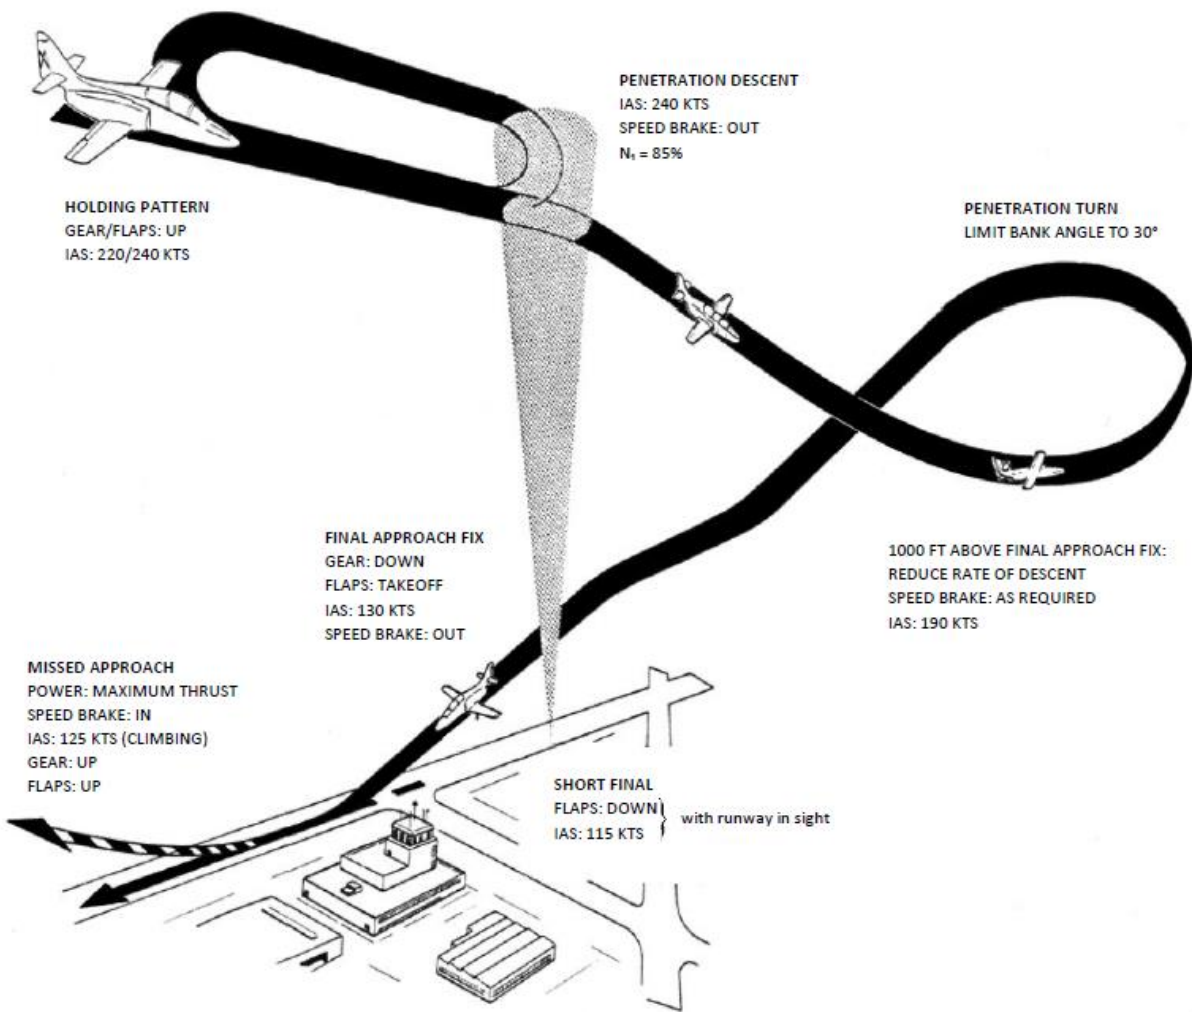 PENETRATION DESCENT
IAS: 240 KTS
SPEED BRAKE: OUT
N₁ = 85%
HOLDING PATTERN
GEAR/FLAPS: UP
IAS: 220/240 KTS
PENETRATION TURN
LIMIT BANK ANGLE TO 30°
FINAL APPROACH FIX
GEAR: DOWN
FLAPS: TAKEOFF
IAS: 130 KTS
SPEED BRAKE: OUT
1000 FT ABOVE FINAL APPROACH FIX:
REDUCE RATE OF DESCENT
SPEED BRAKE: AS REQUIRED
IAS: 190 KTS
MISSED APPROACH
POWER: MAXIMUM THRUST
SPEED BRAKE: IN
IAS: 125 KTS (CLIMBING)
GEAR: UP
FLAPS: UP
SHORT FINAL
FLAPS: DOWN
IAS: 115 KTS
with runway in sight